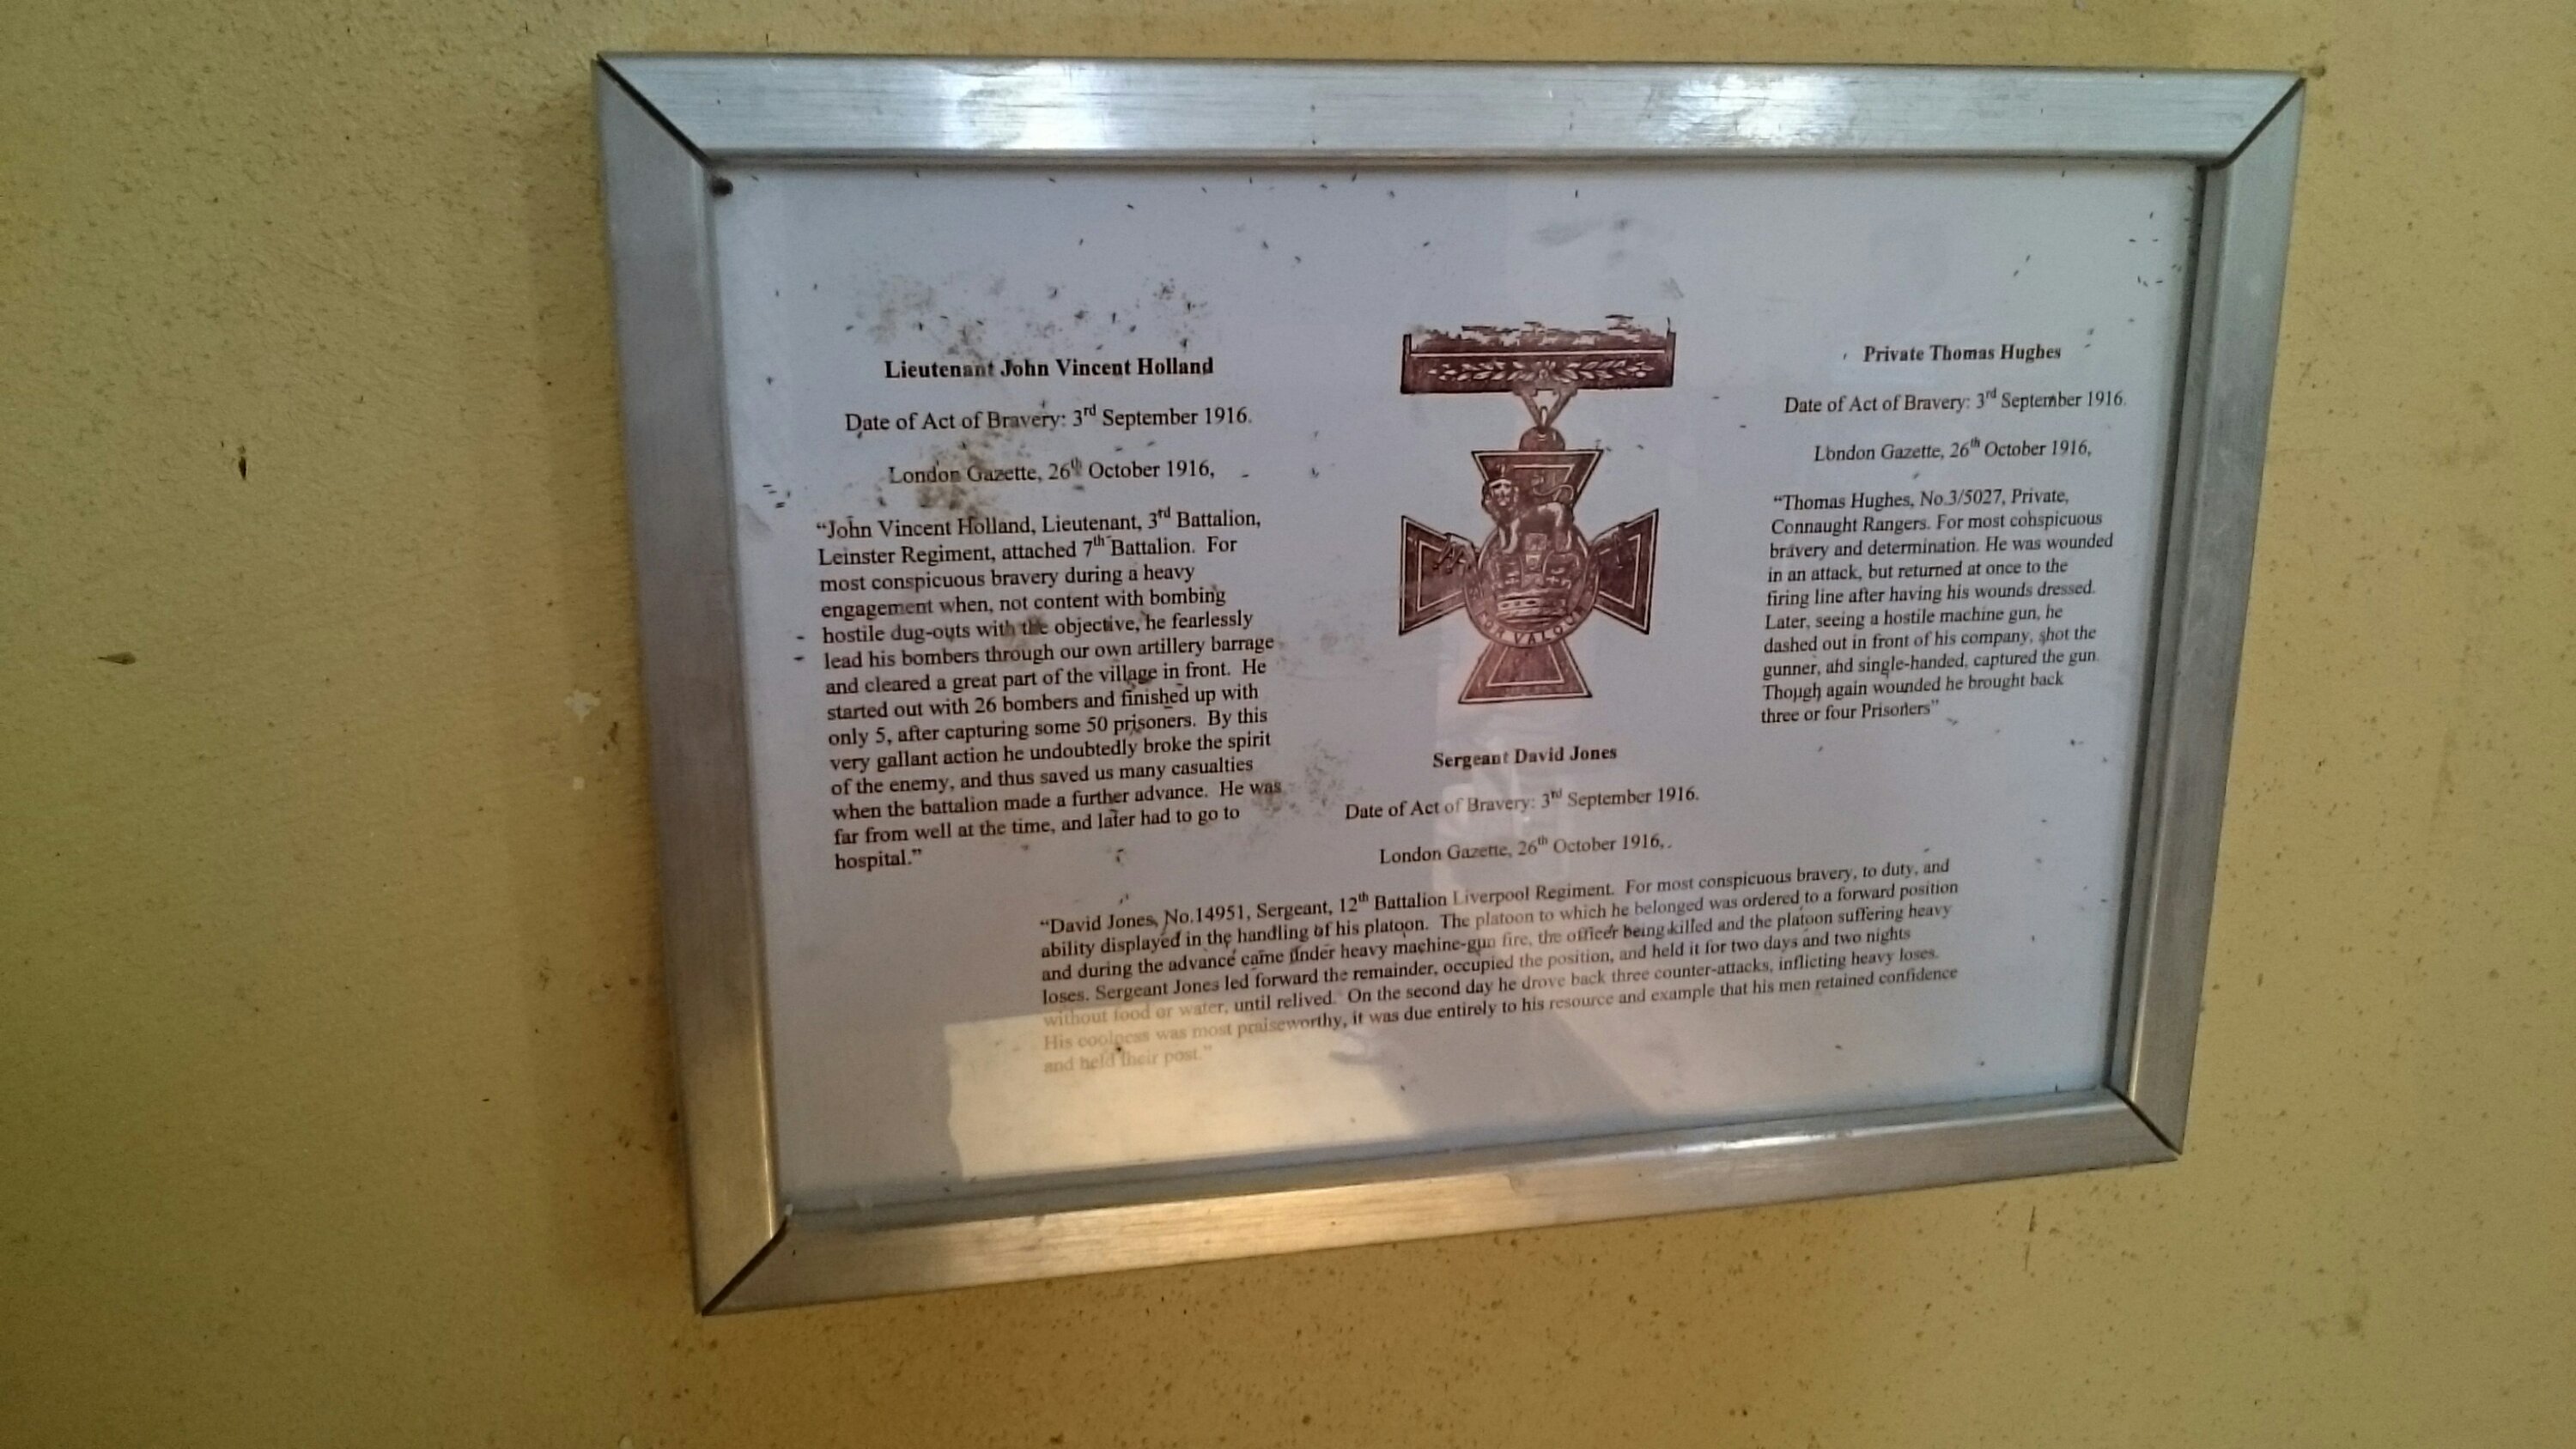 Lieutenant John Vincent Holland
Date of Act of Bravery: 3rd September 1916.
London Gazette, 26th October 1916,
“John Vincent Holland, Lieutenant, 3rd Battalion,
Leinster Regiment, attached 7th Battalion. For
most conspicuous bravery during a heavy
engagement when, not content with bombing
hostile dug-outs with the objective, he fearlessly
lead his bombers through our own artillery barrage
and cleared a great part of the village in front. He
started out with 26 bombers and finished up with
only 5, after capturing some 50 prisoners. By this
very gallant action he undoubtedly broke the spirit
of the enemy, and thus saved us many casualties
when the battalion made a further advance. He was
far from well at the time, and later had to go to
hospital.”
FOR VALOUR
Private Thomas Hughes
Date of Act of Bravery: 3rd September 1916.
London Gazette, 26th October 1916,
“Thomas Hughes, No.3/5027, Private,
Connaught Rangers. For most conspicuous
bravery and determination. He was wounded
in an attack, but returned at once to the
firing line after having his wounds dressed.
Later, seeing a hostile machine gun, he
dashed out in front of his company, shot the
gunner, and single-handed, captured the gun.
Though again wounded he brought back
three or four Prisoners”
Sergeant David Jones
Date of Act of Bravery: 3rd September 1916.
London Gazette, 26th October 1916,.
“David Jones, No.14951, Sergeant, 12th Battalion Liverpool Regiment. For most conspicuous bravery, to duty, and
ability displayed in the handling of his platoon. The platoon to which he belonged was ordered to a forward position
and during the advance came under heavy machine-gun fire, the officer being killed and the platoon suffering heavy
loses. Sergeant Jones led forward the remainder, occupied the position, and held it for two days and two nights
without food or water, until relived. On the second day he drove back three counter-attacks, inflicting heavy loses.
His coolness was most praiseworthy, it was due entirely to his resource and example that his men retained confidence
and held their post.”